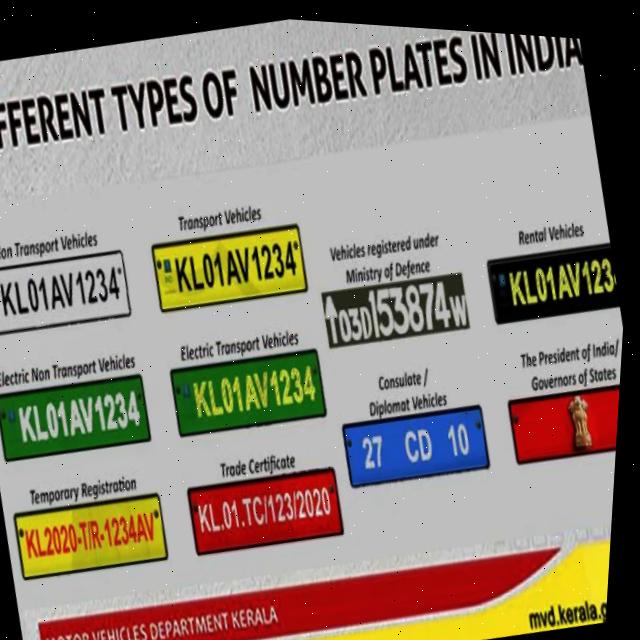 FFERENT TYPES OF NUMBER PLATES IN INDIA
on Transport Vehicles
KL01AV1234
Transport Vehicles
KL01AV1234
Vehicles registered under
Ministry of Defence
↑03D153874W
Rental Vehicles
KL01AV123
Electric Non Transport Vehicles
KL01AV1234
Electric Transport Vehicles
KL01AV1234
Consulate /
Diplomat Vehicles
27 CD 10
The President of India/
Governors of States
Temporary Registration
KL2020-T/R-1234AV
Trade Certificate
KL.01.TC/123/2020
MOTOR VEHICLES DEPARTMENT KERALA
mvd.kerala.g